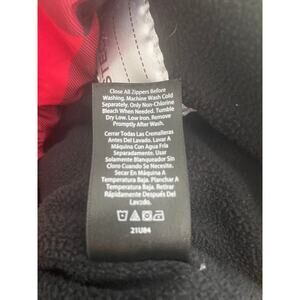 Close All Zippers Before
Washing. Machine Wash Cold
Separately. Only Non-Chlorine
Bleach When Needed. Tumble
Dry Low. Low Iron. Remove
Promptly After Wash.
Cerrar Todas Las Cremalleras
Antes Del Lavado. Lavar A
Máquina Con Agua Fría
Separadamente. Usar
Solamente Blanqueador Sin
Cloro Cuando Se Necesite.
Secar En Máquina A
Temperatura Baja. Planchar A
Temperatura Baja. Retirar
Rápidamente Después Del
Lavado.
21U84